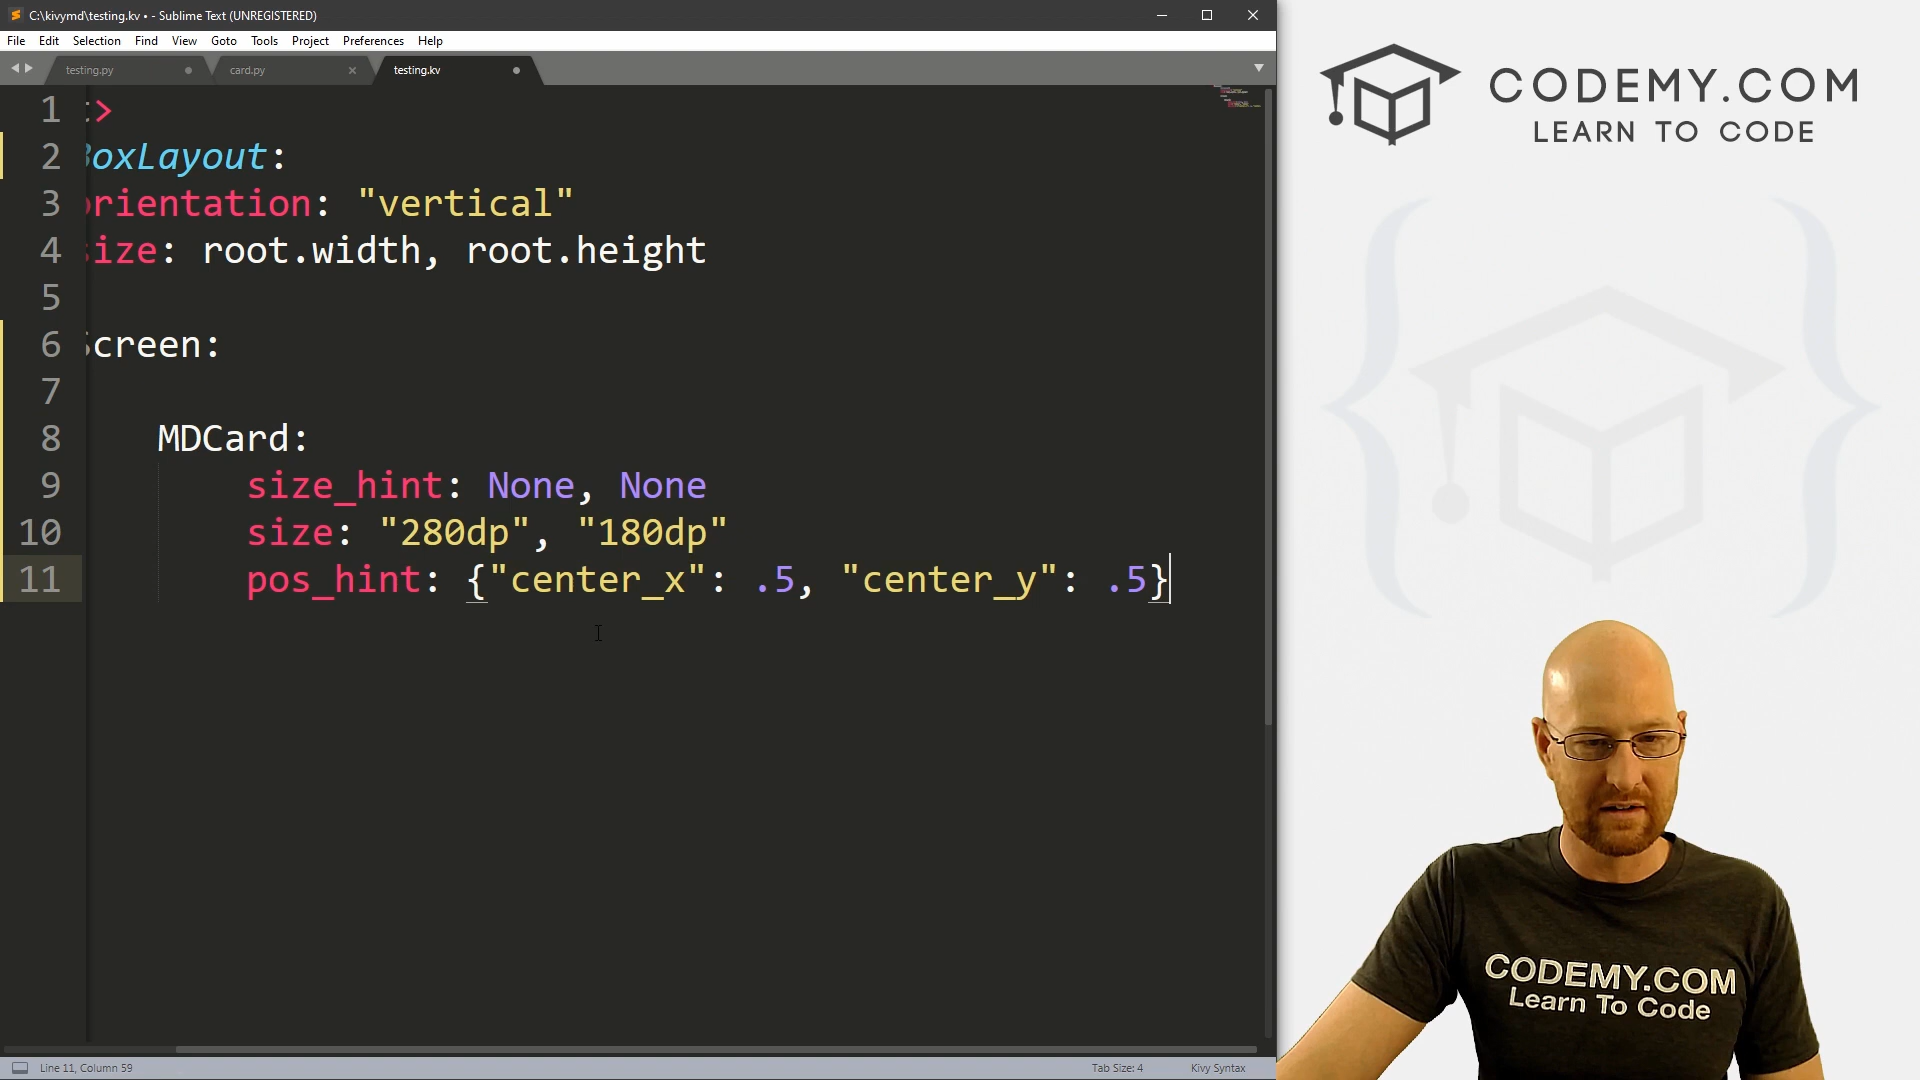 C:\kivymd\testing.kv • - Sublime Text (UNREGISTERED)
File Edit Selection Find View Goto Tools Project Preferences Help
testing.py card.py testing.kv
1 t>
2 BoxLayout:
3 orientation: "vertical"
4 size: root.width, root.height
5
6 Screen:
7
8 MDCard:
9 size_hint: None, None
10 size: "280dp", "180dp"
11 pos_hint: {"center_x": .5, "center_y": .5}
Line 11, Column 59 Tab Size: 4 Kivy Syntax
CODEMY.COM
LEARN TO CODE
CODEMY.COM
Learn To Code